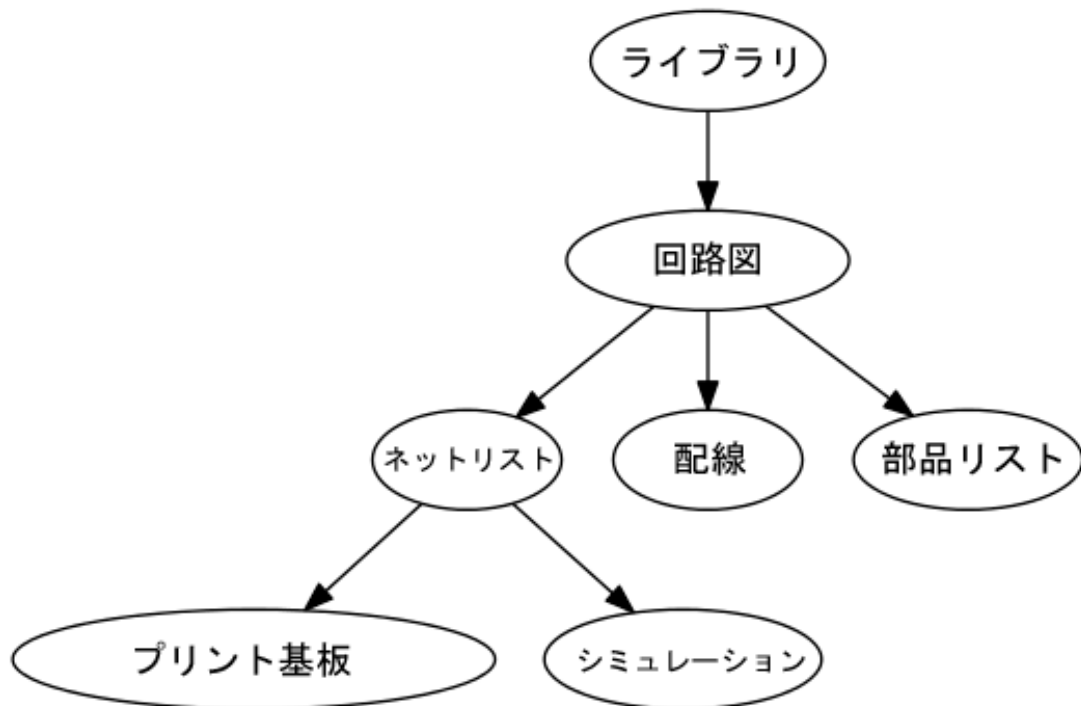 ライブラリ
回路図
ネットリスト
配線
部品リスト
プリント基板
シミュレーション